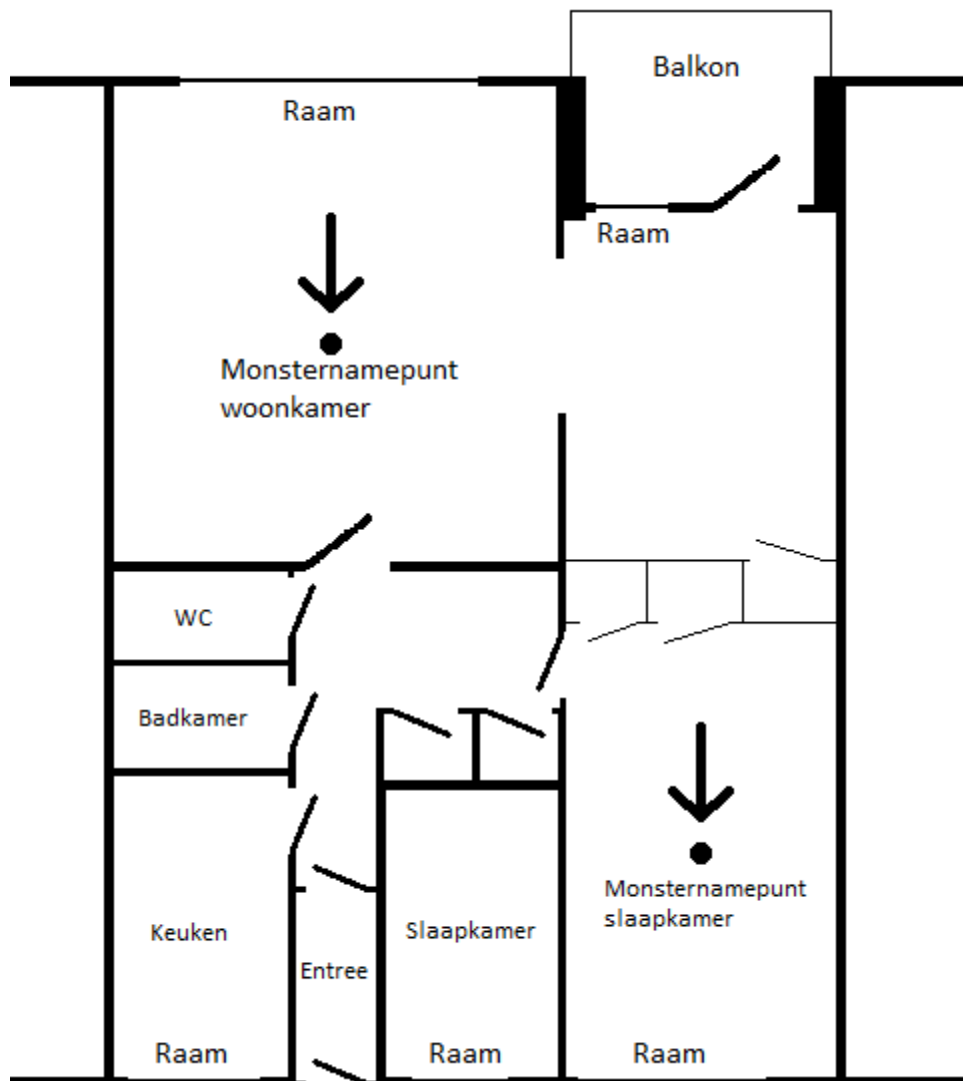 Balkon
Raam
Raam
Monsternamepunt
woonkamer
WC
Badkamer
Monsternamepunt
slaapkamer
Keuken
Slaapkamer
Entree
Raam
Raam
Raam